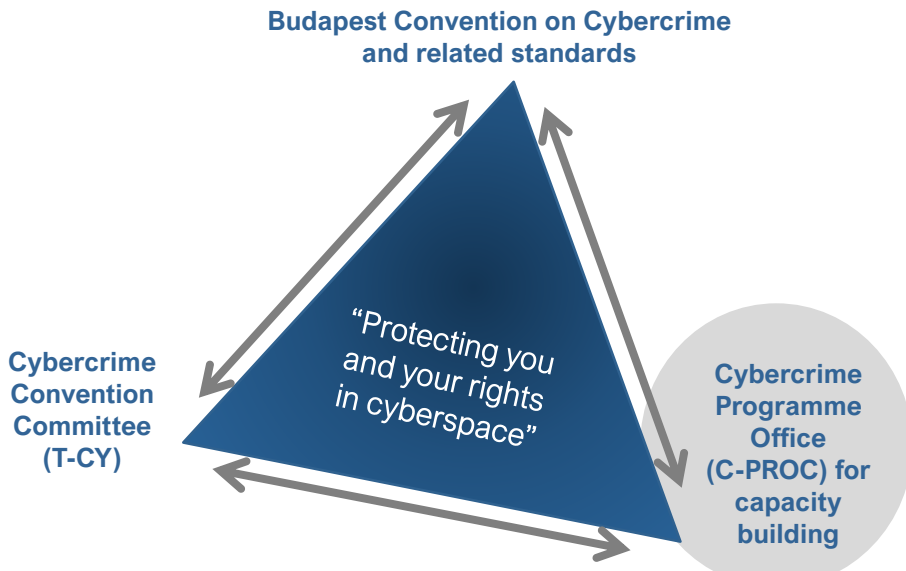 Budapest Convention on Cybercrime
and related standards
“Protecting you
and your rights
in cyberspace”
Cybercrime
Convention
Committee
(T-CY)
Cybercrime
Programme
Office
(C-PROC) for
capacity
building